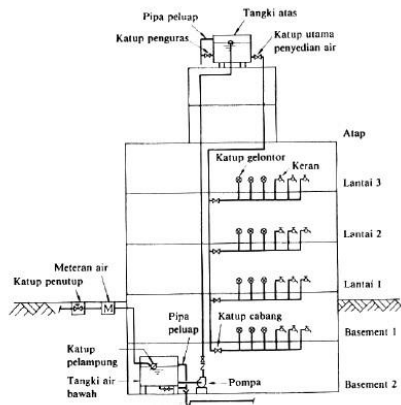 Pipa peluap
Tangki atas
Katup penguras
Katup utama
penyedian air
Atap
Katup gelontor
Keran
Lantai 3
Lantai 2
Meteran air
Katup penutup
M
Lantai 1
Pipa
peluap
Katup cabang
Basement 1
Katup
pelampung
Tangki air
bawah
Pompa
Basement 2